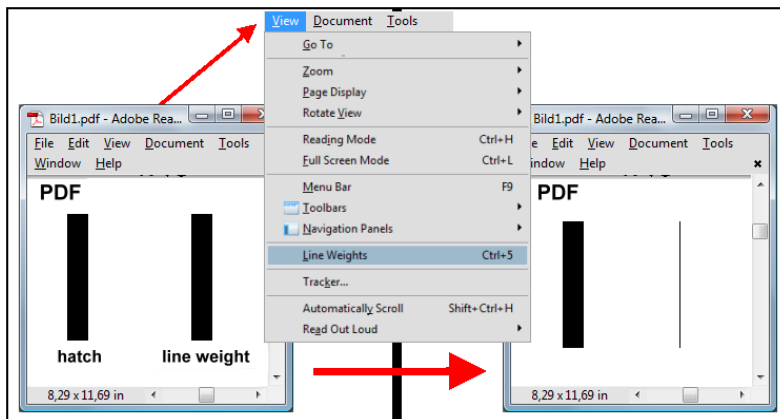 View Document Tools
Go To
Zoom
Page Display
Rotate View
Reading Mode Ctrl+H
Full Screen Mode Ctrl+L
Menu Bar F9
Toolbars
Navigation Panels
Line Weights Ctrl+5
Tracker...
Automatically Scroll Shift+Ctrl+H
Read Out Loud
Bild1.pdf - Adobe Rea...
File Edit View Document Tools
Window Help
PDF
hatch line weight
8,29 x 11,69 in
Bild1.pdf - Adobe Rea...
e Edit View Document Tools
indow Help
PDF
8,29 x 11,69 in